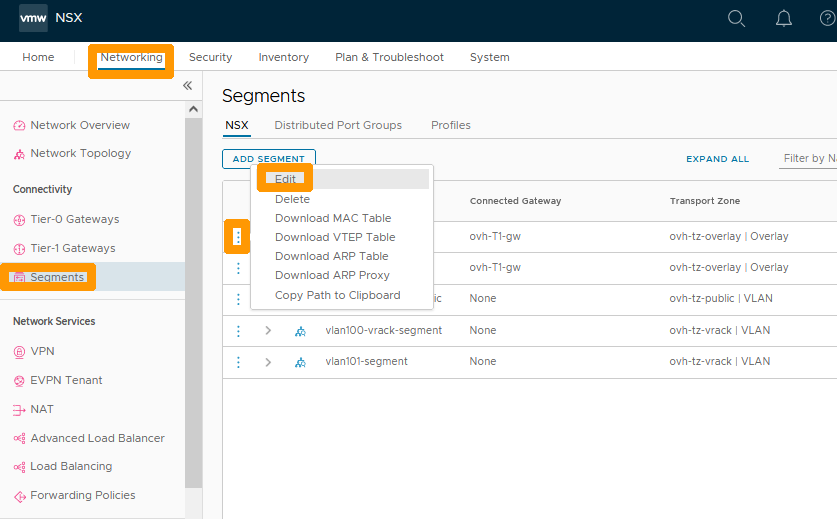 vmw NSX
Home Networking Security Inventory Plan & Troubleshoot System
«
Network Overview
Network Topology
Connectivity
Tier-0 Gateways
Tier-1 Gateways
Segments
Network Services
VPN
EVPN Tenant
NAT
Advanced Load Balancer
Load Balancing
Forwarding Policies
Segments
NSX Distributed Port Groups Profiles
ADD SEGMENT EXPAND ALL Filter by Na
Edit
Delete
Download MAC Table
Download VTEP Table
Download ARP Table
Download ARP Proxy
Copy Path to Clipboard
Connected Gateway Transport Zone
ovh-T1-gw ovh-tz-overlay | Overlay
ovh-T1-gw ovh-tz-overlay | Overlay
ic None ovh-tz-public | VLAN
vlan100-vrack-segment None ovh-tz-vrack | VLAN
vlan101-segment None ovh-tz-vrack | VLAN